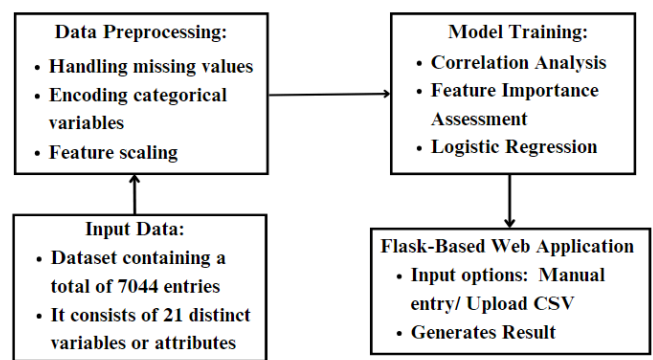 Data Preprocessing:
• Handling missing values
• Encoding categorical
variables
• Feature scaling
Model Training:
• Correlation Analysis
• Feature Importance
Assessment
• Logistic Regression
Input Data:
• Dataset containing a
total of 7044 entries
• It consists of 21 distinct
variables or attributes
Flask-Based Web Application
• Input options: Manual
entry/ Upload CSV
• Generates Result